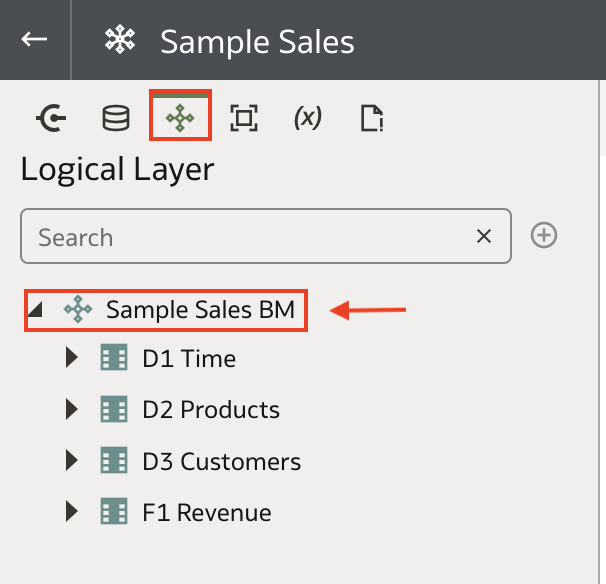 Sample Sales
(x)
Logical Layer
Search
Sample Sales BM
D1 Time
D2 Products
D3 Customers
F1 Revenue